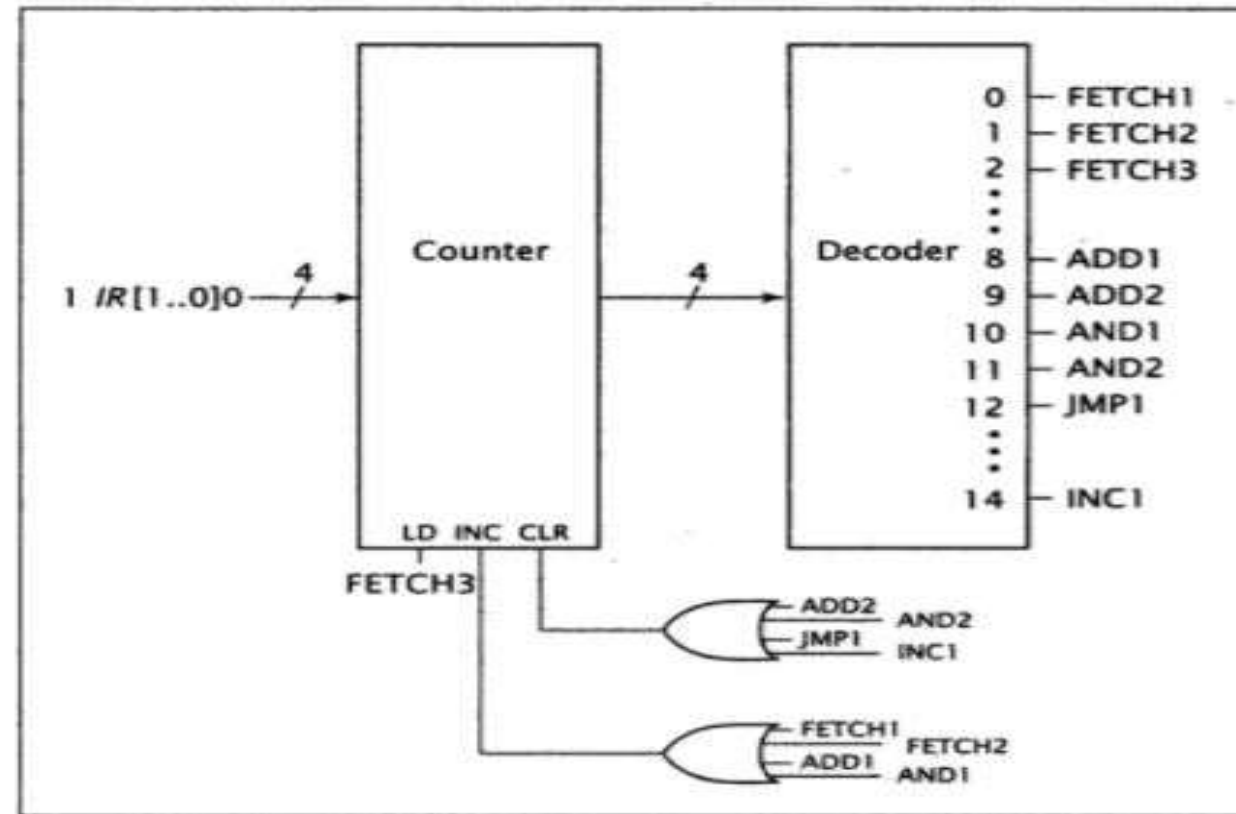 0 FETCH1
1 FETCH2
2 FETCH3
Counter
Decoder
8 ADD1
4
4
1 IR[1..0]0
9 ADD2
10 AND1
11 AND2
12 JMP1
14 INC1
LD INC CLR
FETCH3
ADD2
AND2
JMP1
INC1
FETCH1
FETCH2
ADD1
AND1